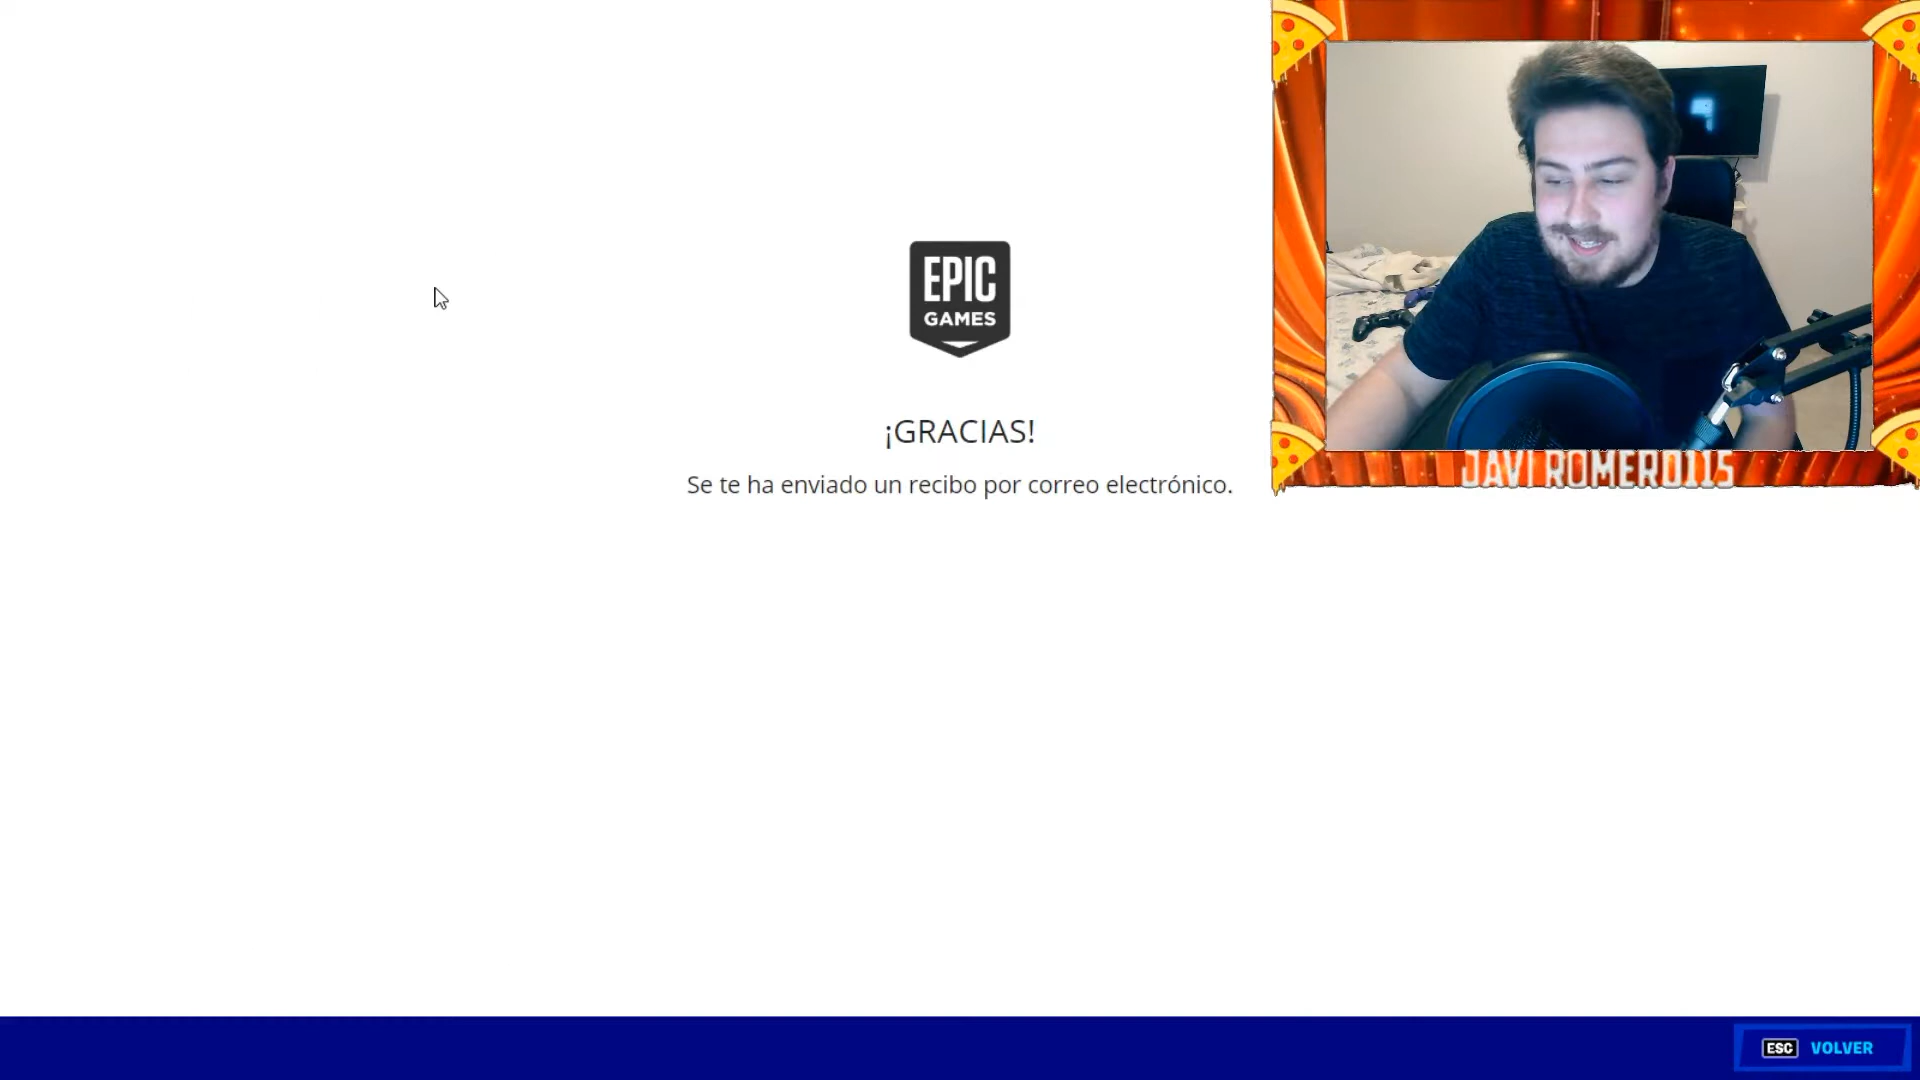 EPIC
GAMES
¡GRACIAS!
Se te ha enviado un recibo por correo electrónico.
JAVI ROMERO115
ESC VOLVER